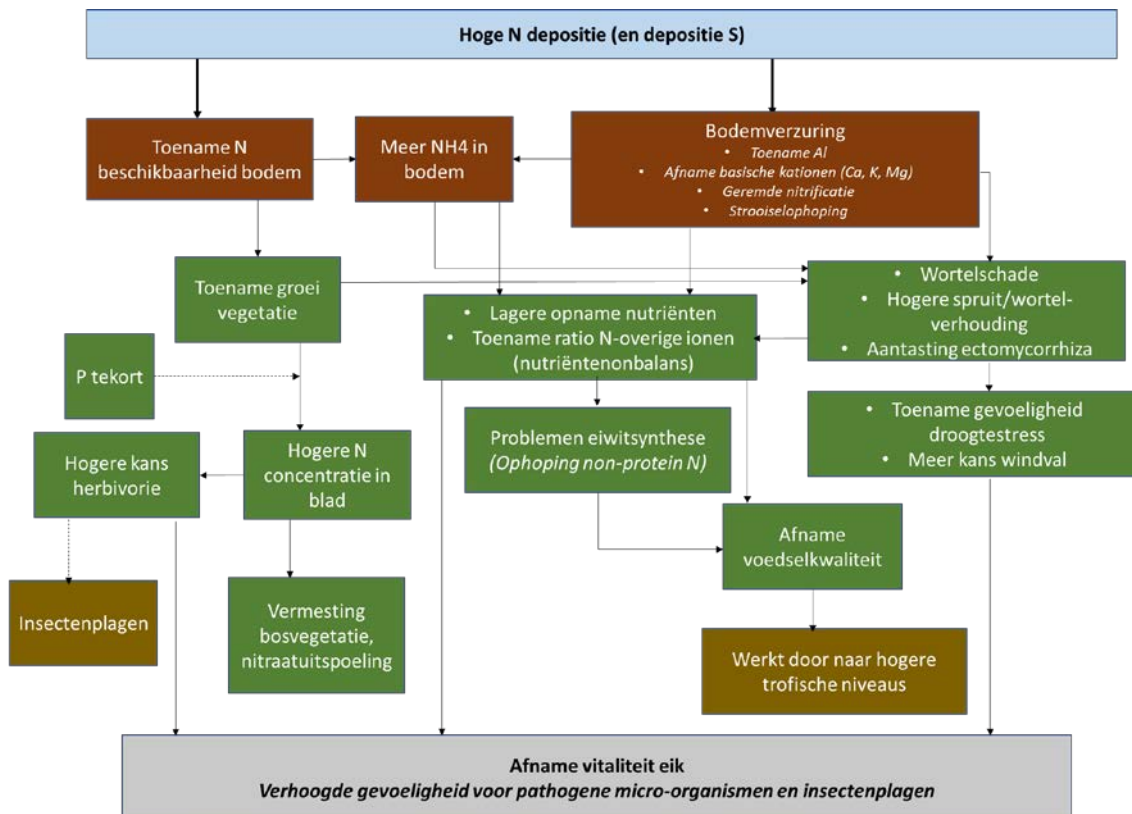 Hoge N depositie (en depositie S)
Toename N
beschikbaarheid bodem
Meer NH4 in
bodem
Bodemverzuring
• Toename Al
• Afname basische kationen (Ca, K, Mg)
• Geremde nitrificatie
• Strooiselophoping
Toename groei
vegetatie
• Lagere opname nutriënten
• Toename ratio N-overige ionen
(nutriëntenonbalans)
• Wortelschade
• Hogere spruit/wortel-
verhouding
• Aantasting ectomycorrhiza
P tekort
Hogere kans
herbivorie
Hogere N
concentratie in
blad
Problemen eiwitsynthese
(Ophoping non-protein N)
• Toename gevoeligheid
droogtestress
• Meer kans windval
Afname
voedselkwaliteit
Insectenplagen
Vermesting
bosvegetatie,
nitraatuitspoeling
Werkt door naar hogere
trofische niveaus
Afname vitaliteit eik
Verhoogde gevoeligheid voor pathogene micro-organismen en insectenplagen